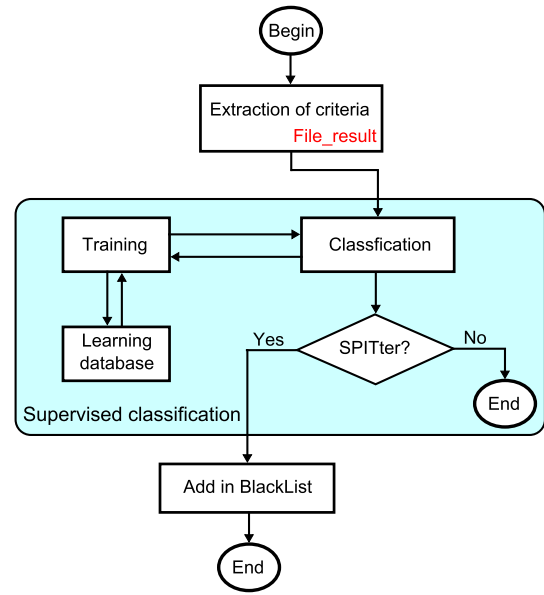 Begin
Extraction of criteria
File_result
Training
Classfication
Learning
database
Yes
SPITter?
No
End
Supervised classification
Add in BlackList
End